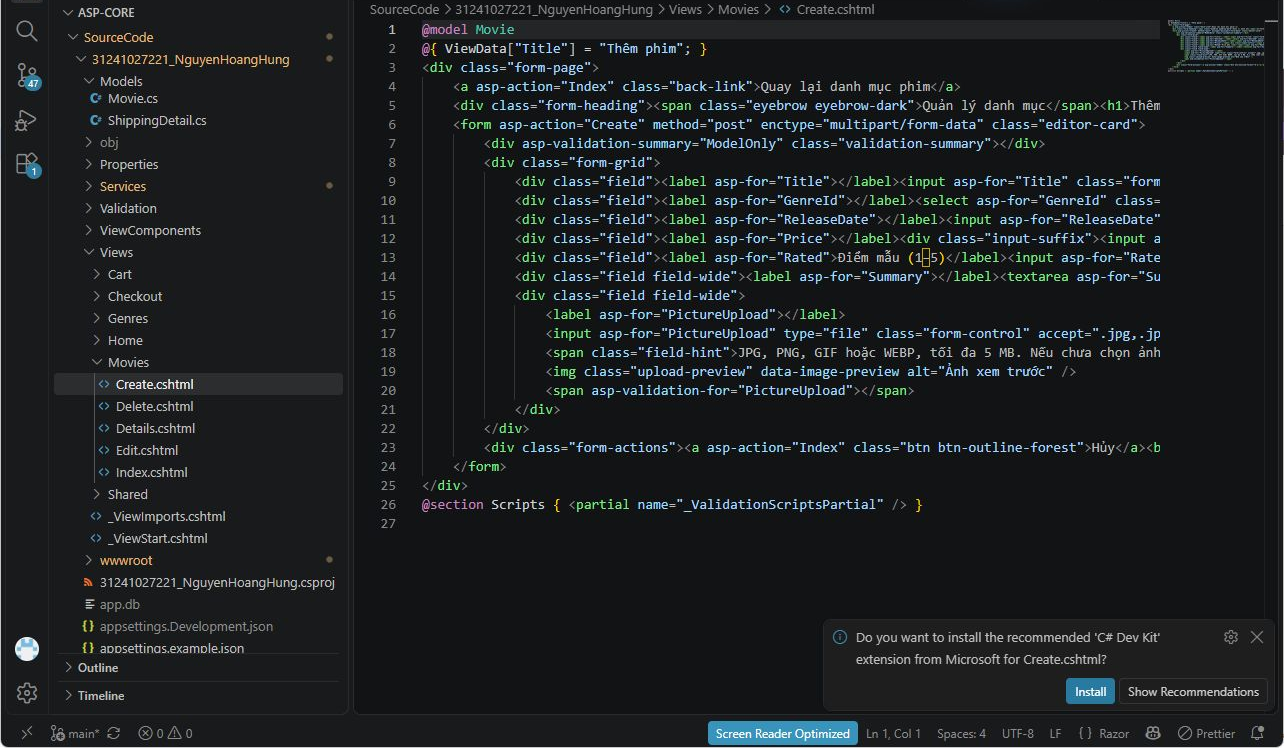 ASP-CORE
SourceCode
31241027221_NguyenHoangHung
Models
Movie.cs
ShippingDetail.cs
obj
Properties
Services
Validation
ViewComponents
Views
Cart
Checkout
Genres
Home
Movies
Create.cshtml
Delete.cshtml
Details.cshtml
Edit.cshtml
Index.cshtml
Shared
_ViewImports.cshtml
_ViewStart.cshtml
wwwroot
31241027221_NguyenHoangHung.csproj
app.db
appsettings.Development.json
appsettings.example.json
Outline
Timeline
47
1
SourceCode > 31241027221_NguyenHoangHung > Views > Movies > Create.cshtml
1 @model Movie
2 @{ ViewData["Title"] = "Thêm phim"; }
3 <div class="form-page">
4 <a asp-action="Index" class="back-link">Quay lại danh mục phim</a>
5 <div class="form-heading"><span class="eyebrow eyebrow-dark">Quản lý danh mục</span><h1>Thêm
6 <form asp-action="Create" method="post" enctype="multipart/form-data" class="editor-card">
7 <div asp-validation-summary="ModelOnly" class="validation-summary"></div>
8 <div class="form-grid">
9 <div class="field"><label asp-for="Title"></label><input asp-for="Title" class="form
10 <div class="field"><label asp-for="GenreId"></label><select asp-for="GenreId" class=
11 <div class="field"><label asp-for="ReleaseDate"></label><input asp-for="ReleaseDate"
12 <div class="field"><label asp-for="Price"></label><div class="input-suffix"><input a
13 <div class="field"><label asp-for="Rated">Điểm mẫu (1–5)</label><input asp-for="Rate
14 <div class="field field-wide"><label asp-for="Summary"></label><textarea asp-for="Su
15 <div class="field field-wide">
16 <label asp-for="PictureUpload"></label>
17 <input asp-for="PictureUpload" type="file" class="form-control" accept=".jpg,.jp
18 <span class="field-hint">JPG, PNG, GIF hoặc WEBP, tối đa 5 MB. Nếu chưa chọn ảnh
19 <img class="upload-preview" data-image-preview alt="Ảnh xem trước" />
20 <span asp-validation-for="PictureUpload"></span>
21 </div>
22 </div>
23 <div class="form-actions"><a asp-action="Index" class="btn btn-outline-forest">Hủy</a><b
24 </form>
25 </div>
26 @section Scripts { <partial name="_ValidationScriptsPartial" /> }
27
Do you want to install the recommended 'C# Dev Kit'
extension from Microsoft for Create.cshtml?
Install
Show Recommendations
main*
0
0
Screen Reader Optimized
Ln 1, Col 1
Spaces: 4
UTF-8
LF
{ } Razor
Prettier